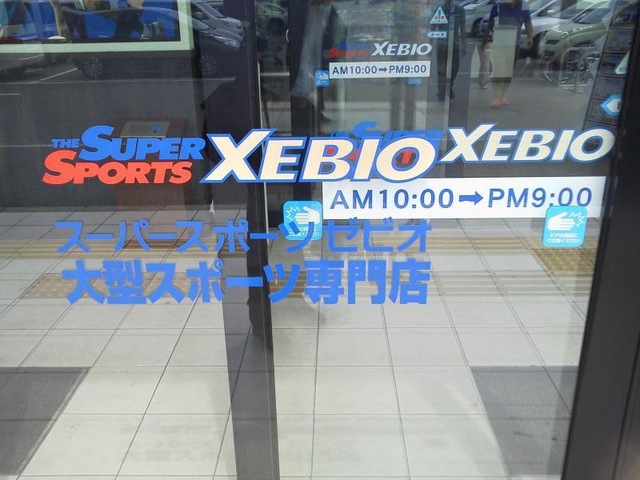 Sports XEBIO
AM10:00→PM9:00
THE SUPER SPORTS XEBIO
XEBIO
AM10:00→PM9:00
スーパースポーツゼビオ
大型スポーツ専門店